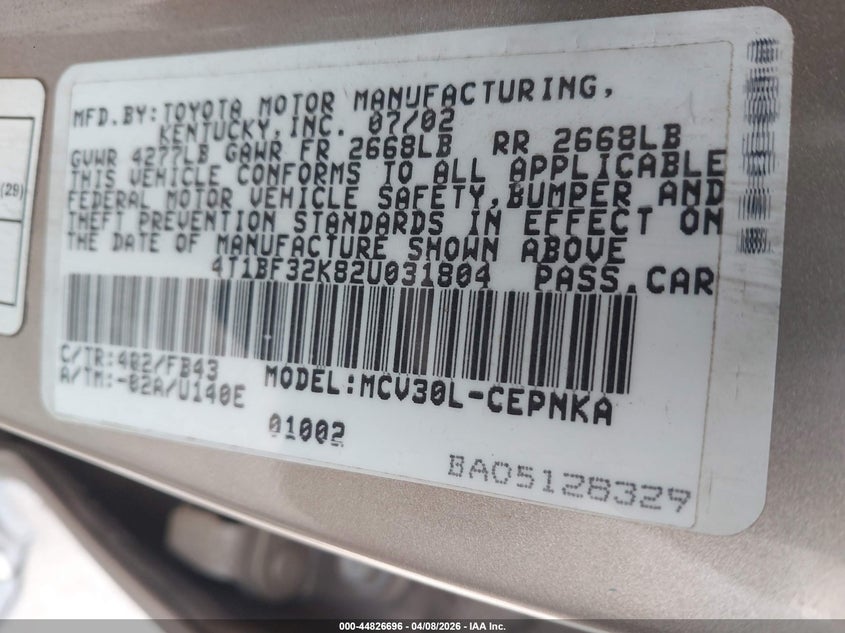 (29)
MFD.BY:TOYOTA MOTOR MANUFACTURING,
KENTUCKY,INC. 07/02
GVWR 4277LB GAWR FR 2668LB RR 2668LB
THIS VEHICLE CONFORMS TO ALL APPLICABLE
FEDERAL MOTOR VEHICLE SAFETY,BUMPER AND
THEFT PREVENTION STANDARDS IN EFFECT ON
THE DATE OF MANUFACTURE SHOWN ABOVE
4T1BF32K82U031804 PASS.CAR
C/TR:4Q2/FB43
A/TM:-02A/U140E MODEL:MCV30L-CEPNKA
01002
BA05128329
000-44826696 - 04/08/2026 - IAA Inc.